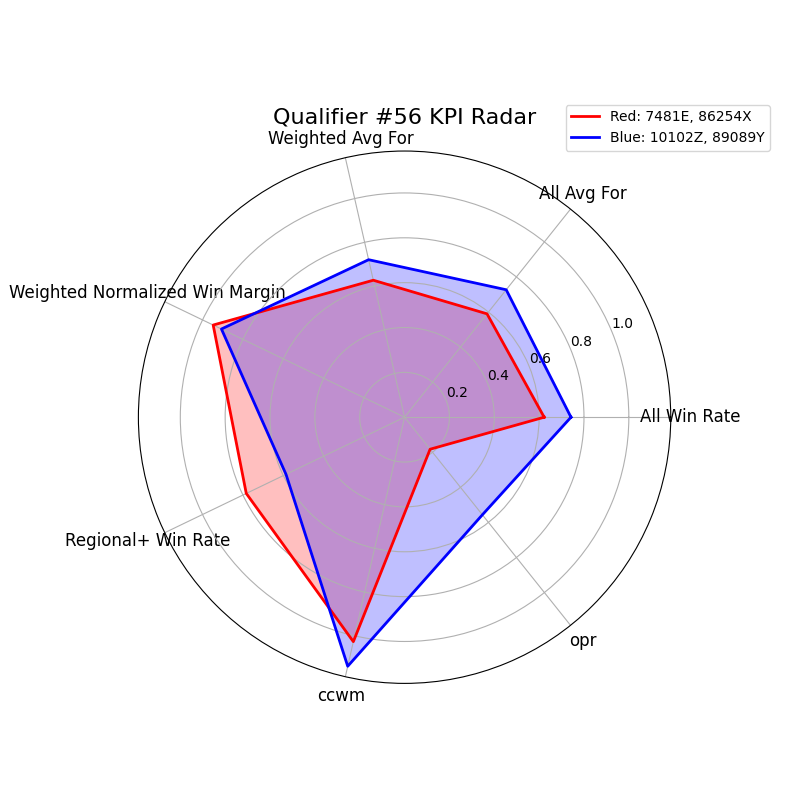 Qualifier #56 KPI Radar
Red: 7481E, 86254X
Blue: 10102Z, 89089Y
Weighted Avg For
All Avg For
Weighted Normalized Win Margin
1.0
0.8
0.6
0.4
0.2
All Win Rate
Regional+ Win Rate
opr
ccwm